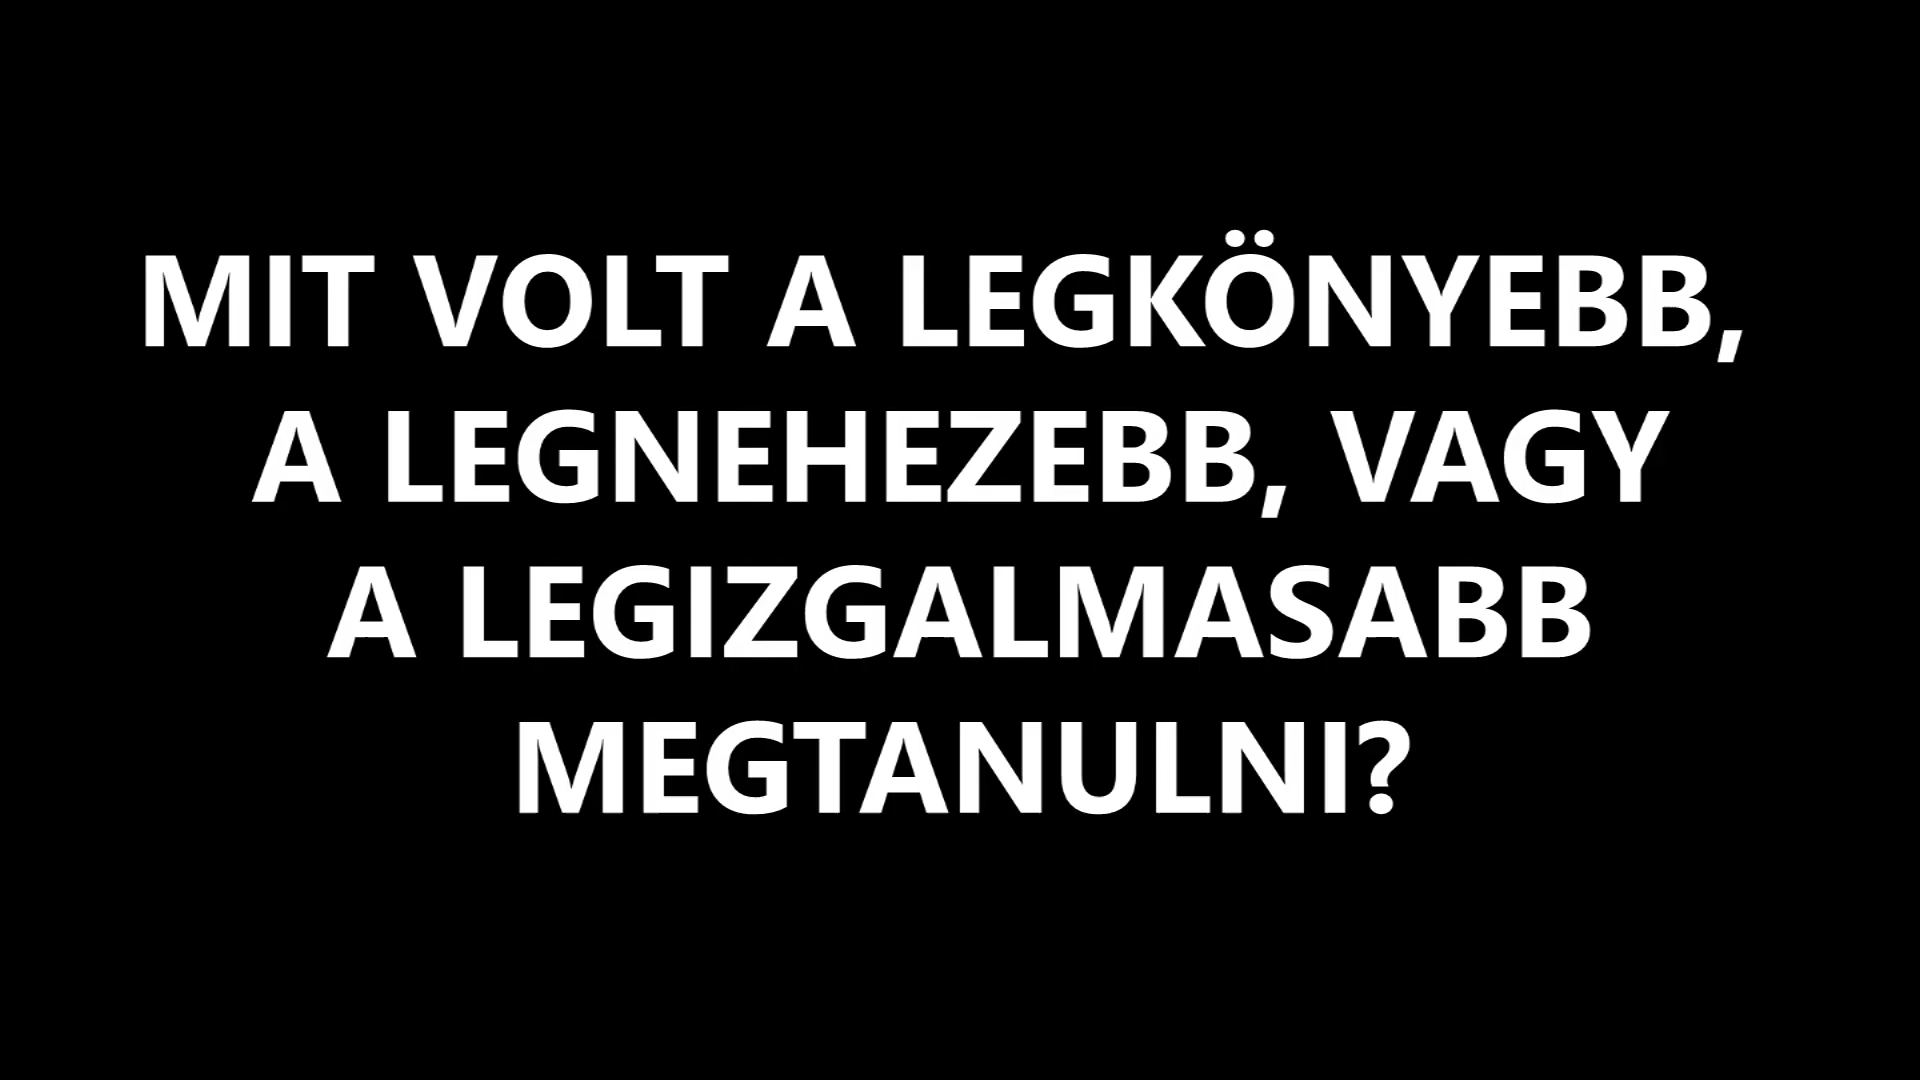 MIT VOLT A LEGKÖNYEBB,
A LEGNEHEZEBB, VAGY
A LEGIZGALMASABB
MEGTANULNI?